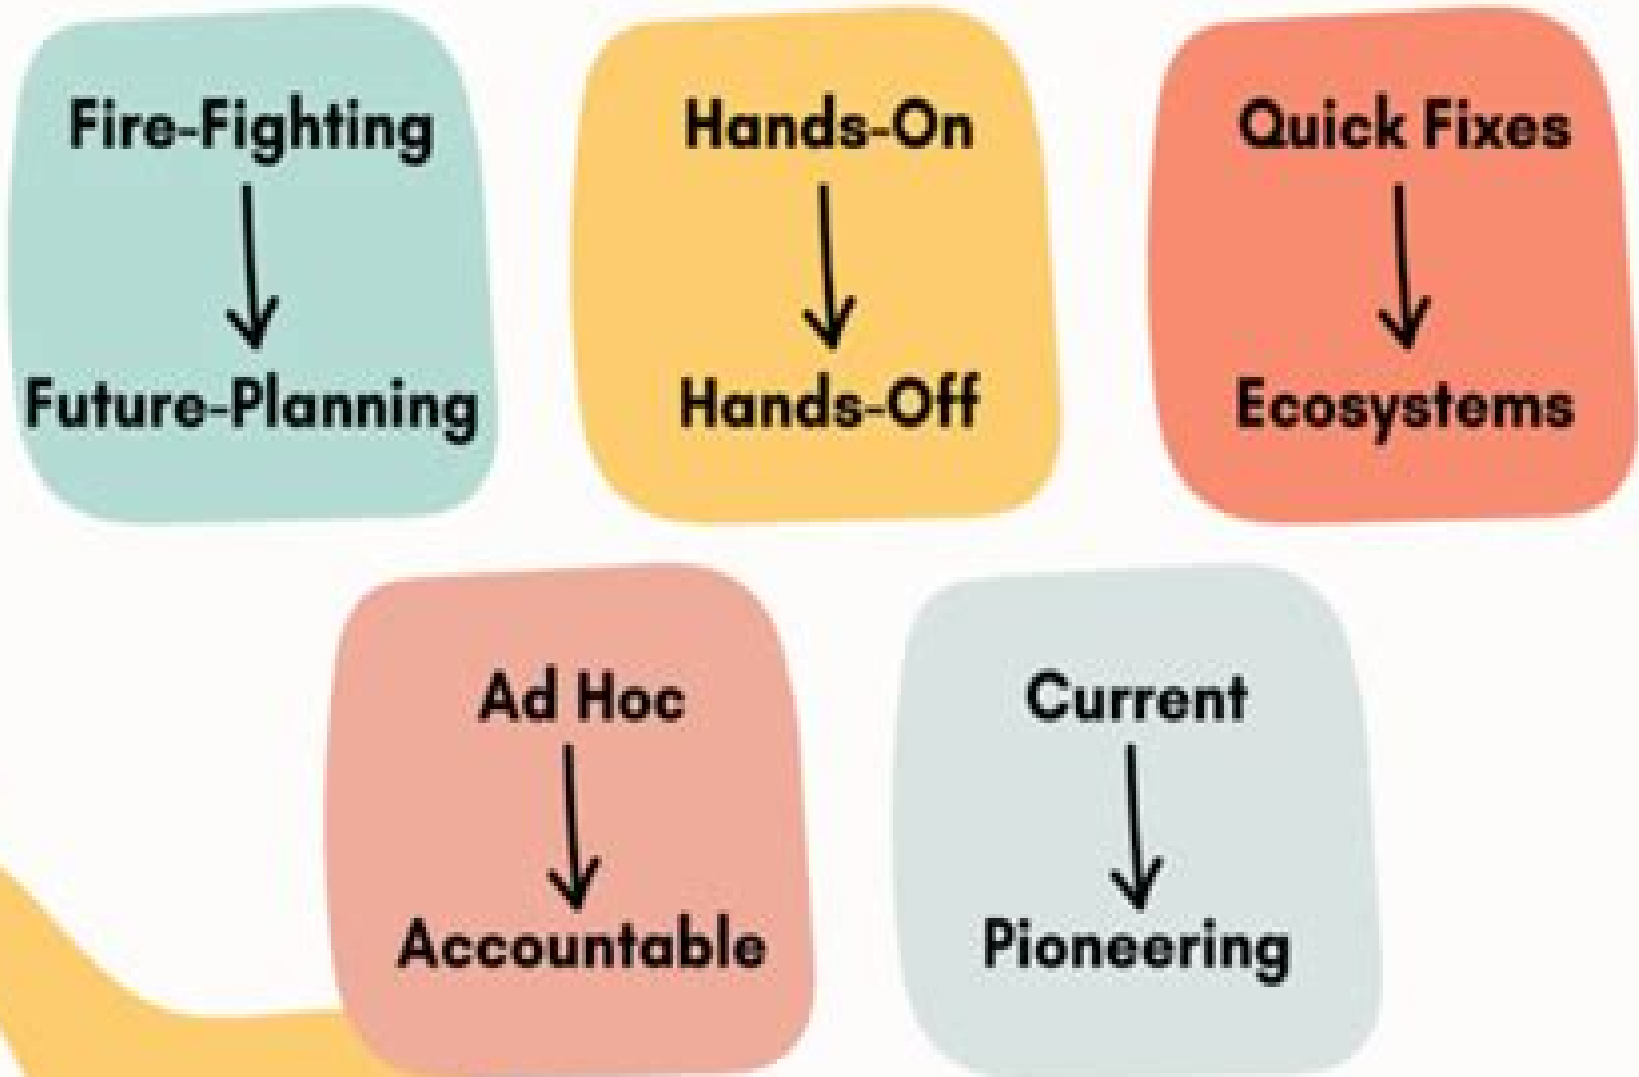 Fire-Fighting
Future-Planning
Hands-On
Hands-Off
Quick Fixes
Ecosystems
Ad Hoc
Accountable
Current
Pioneering